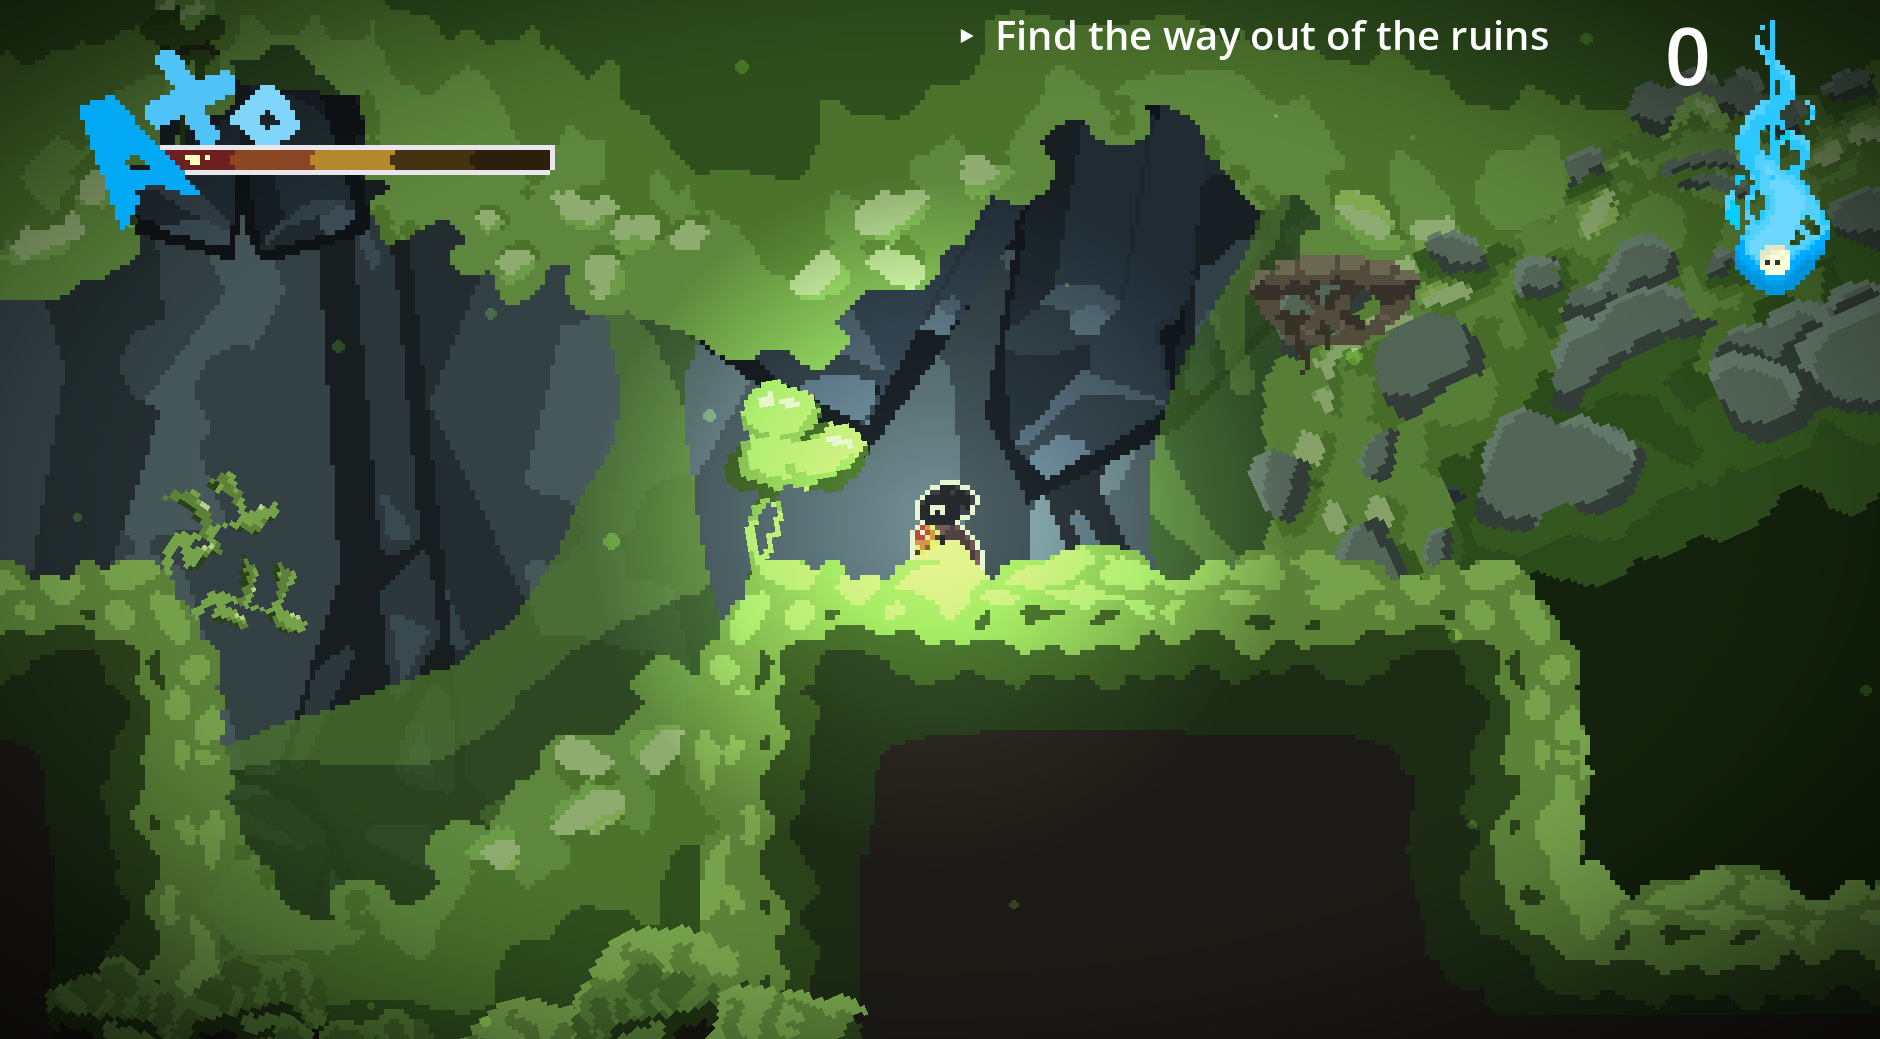 Find the way out of the ruins
0